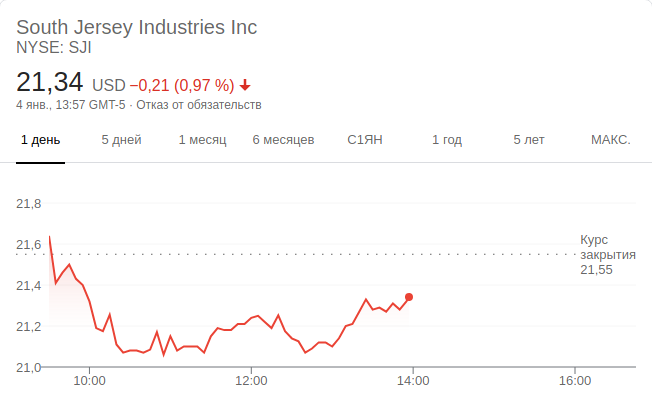 South Jersey Industries Inc
NYSE: SJI
21,34 USD −0,21 (0,97 %)
4 янв., 13:57 GMT-5 · Отказ от обязательств
1 день 5 дней 1 месяц 6 месяцев С1ЯН 1 год 5 лет МАКС.
21,8
21,6
21,4
21,2
21,0
Курс
закрытия
21,55
10:00 12:00 14:00 16:00